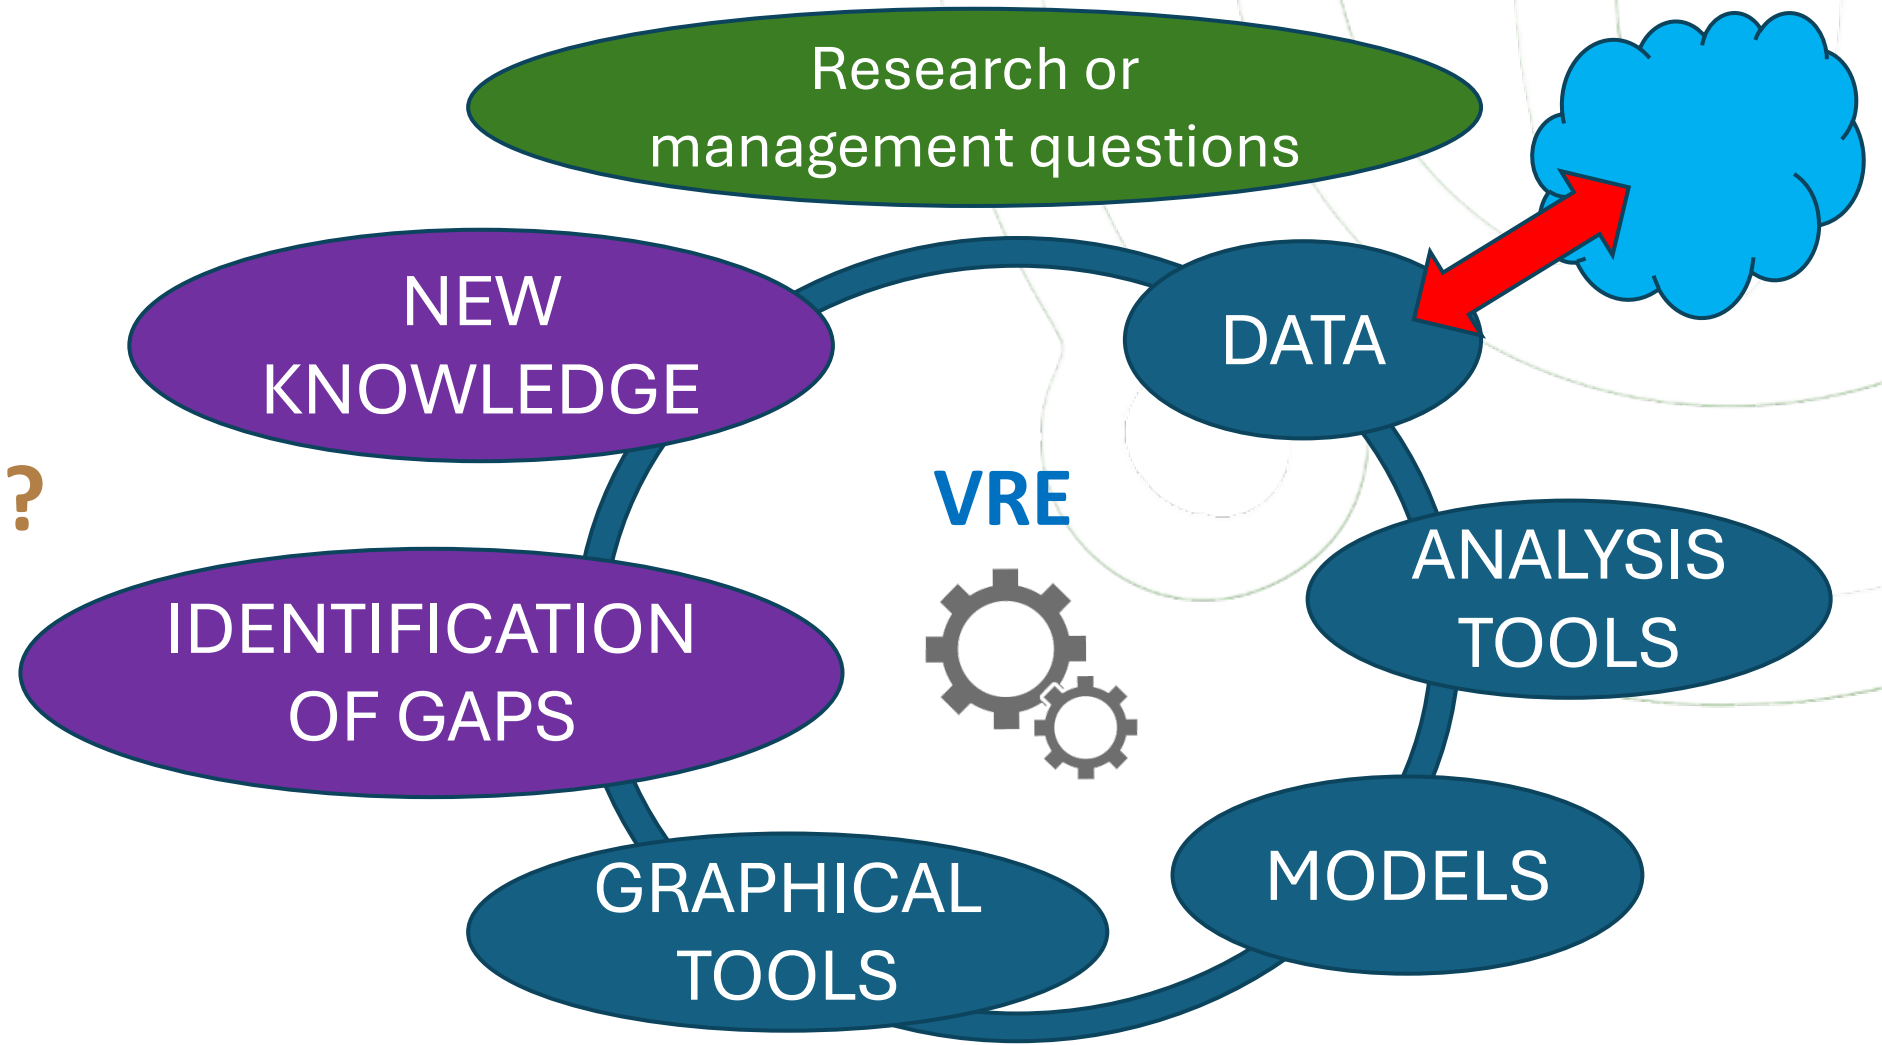 Research or
management questions
NEW
KNOWLEDGE
DATA
?
VRE
ANALYSIS
TOOLS
IDENTIFICATION
OF GAPS
MODELS
GRAPHICAL
TOOLS